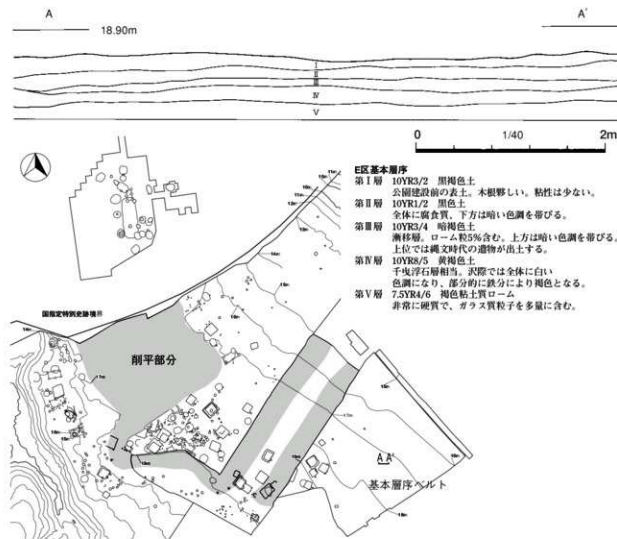 A
A'
18.90m
Ⅰ
Ⅱ
Ⅲ
Ⅳ
Ⅴ
0 1/40 2m
E区基本層序
第Ⅰ層 10YR3/2 黒褐色土
公園建設前の表土。木根夥しい。粘性は少ない。
第Ⅱ層 10YR1/2 黒色土
全体に腐食質、下方は暗い色調を帯びる。
第Ⅲ層 10YR3/4 暗褐色土
漸移層。ローム粒5%含む。上方は暗い色調を帯びる。
上位では縄文時代の遺物が出土する。
第Ⅳ層 10YR8/5 黄褐色土
千曳浮石層相当。沢際では全体に白い
色調になり、部分的に鉄分により褐色となる。
第Ⅴ層 7.5YR4/6 褐色粘土質ローム
非常に硬質で、ガラス質粒子を多量に含む。
国指定特別史跡境
削平部分
A A'
基本層序ベルト